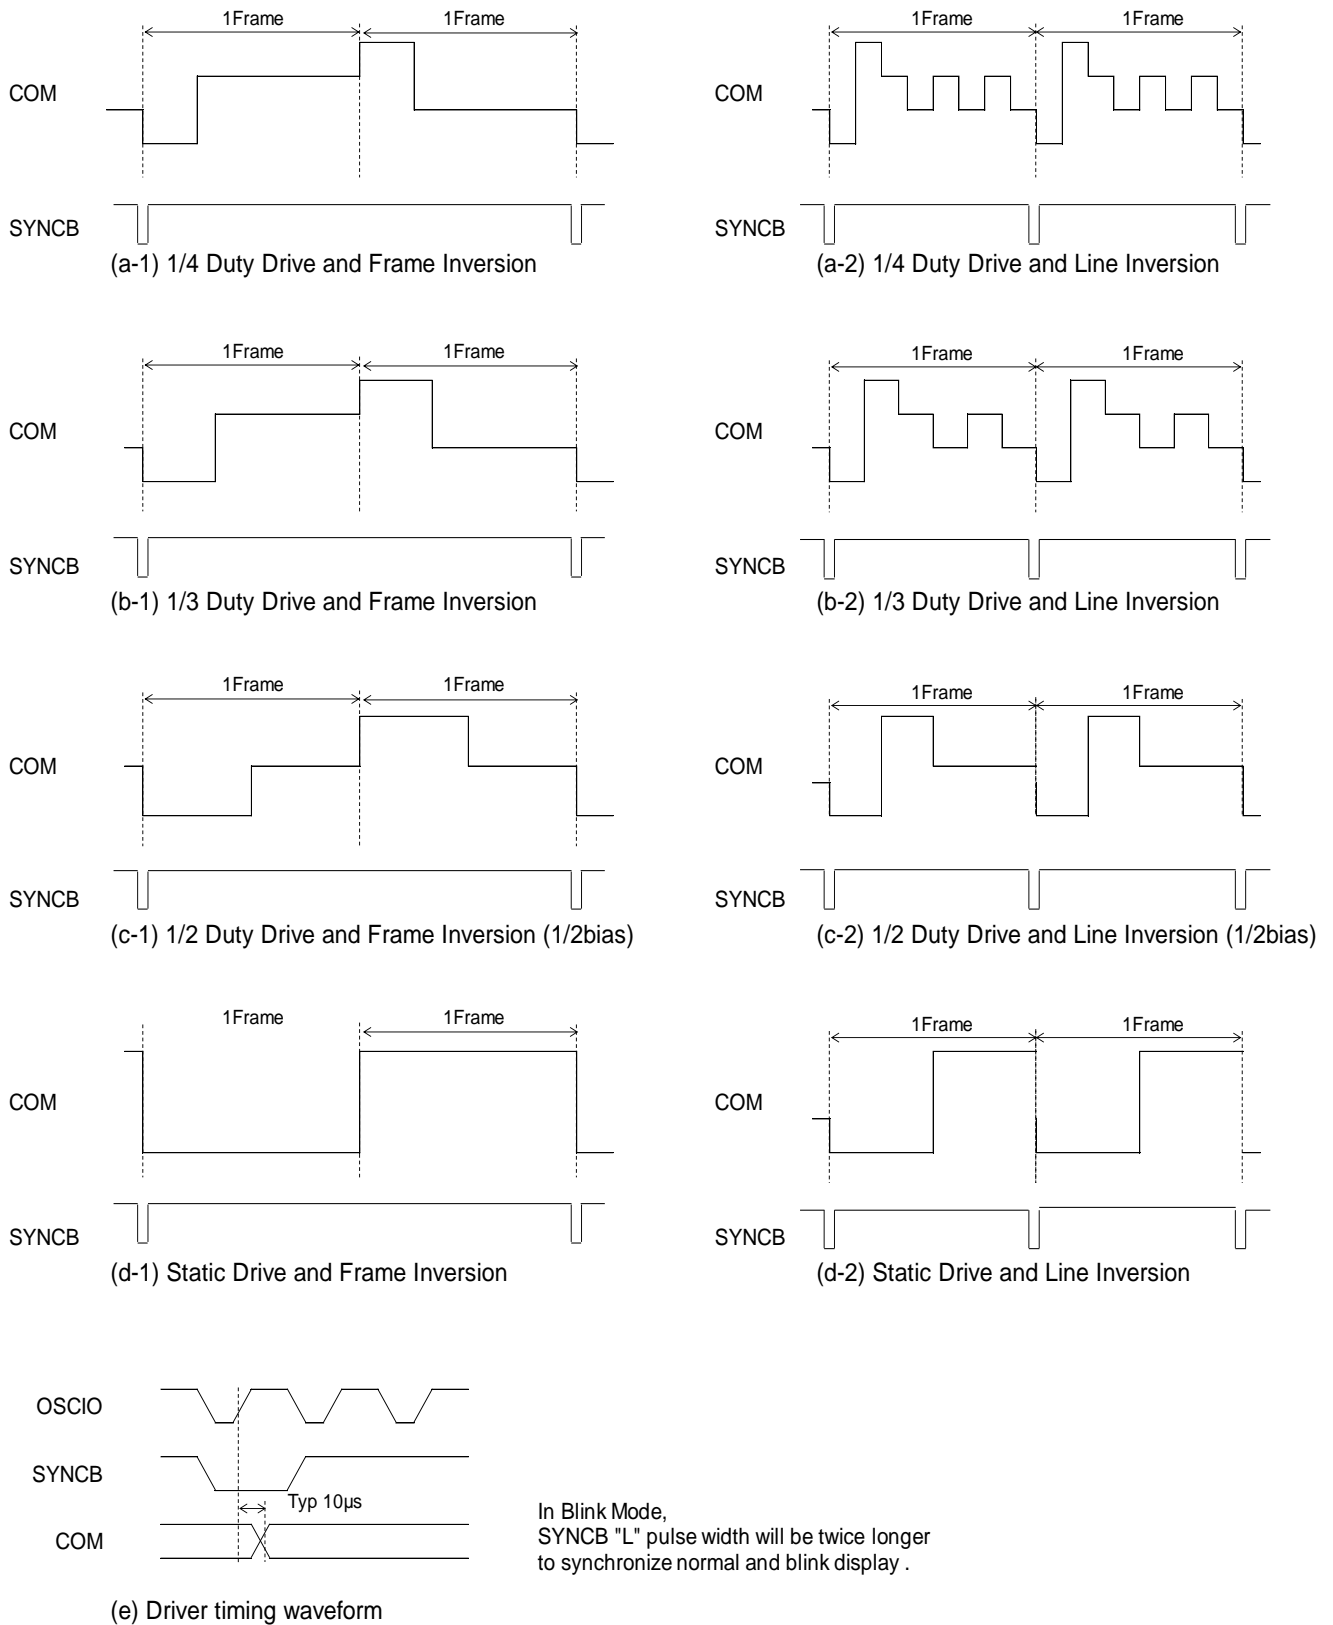 1Frame 1Frame 1Frame 1Frame
COM COM
SYNCB SYNCB
(a-1) 1/4 Duty Drive and Frame Inversion (a-2) 1/4 Duty Drive and Line Inversion
1Frame 1Frame 1Frame 1Frame
COM COM
SYNCB SYNCB
(b-1) 1/3 Duty Drive and Frame Inversion (b-2) 1/3 Duty Drive and Line Inversion
1Frame 1Frame 1Frame 1Frame
COM COM
SYNCB SYNCB
(c-1) 1/2 Duty Drive and Frame Inversion (1/2bias) (c-2) 1/2 Duty Drive and Line Inversion (1/2bias)
1Frame 1Frame 1Frame 1Frame
COM COM
SYNCB SYNCB
(d-1) Static Drive and Frame Inversion (d-2) Static Drive and Line Inversion
OSCIO
SYNCB
Typ 10µs
COM
In Blink Mode,
SYNCB "L" pulse width will be twice longer
to synchronize normal and blink display .
(e) Driver timing waveform